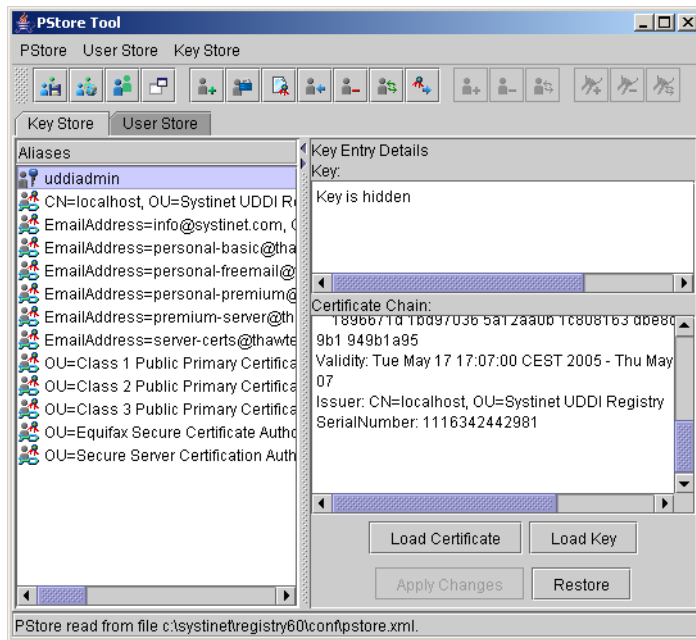 PStore Tool
PStore User Store Key Store
Key Store User Store
Aliases
uddiadmin
CN=localhost, OU=Systinet UDDI R
EmailAddress=info@systinet.com,
EmailAddress=personal-basic@tha
EmailAddress=personal-freemail@
EmailAddress=personal-premium@
EmailAddress=premium-server@th
EmailAddress=server-certs@thawte
OU=Class 1 Public Primary Certifica
OU=Class 2 Public Primary Certifica
OU=Class 3 Public Primary Certifica
OU=Equifax Secure Certificate Autho
OU=Secure Server Certification Auth
Key Entry Details
Key:
Key is hidden
Certificate Chain:
1896671d 1bd97036 5a12aa0b 1c808163 dbe8d
9b1 949b1a95
Validity: Tue May 17 17:07:00 CEST 2005 - Thu May
07
Issuer: CN=localhost, OU=Systinet UDDI Registry
SerialNumber: 1116342442981
Load Certificate Load Key
Apply Changes Restore
PStore read from file c:\systinet\registry60\conf\pstore.xml.